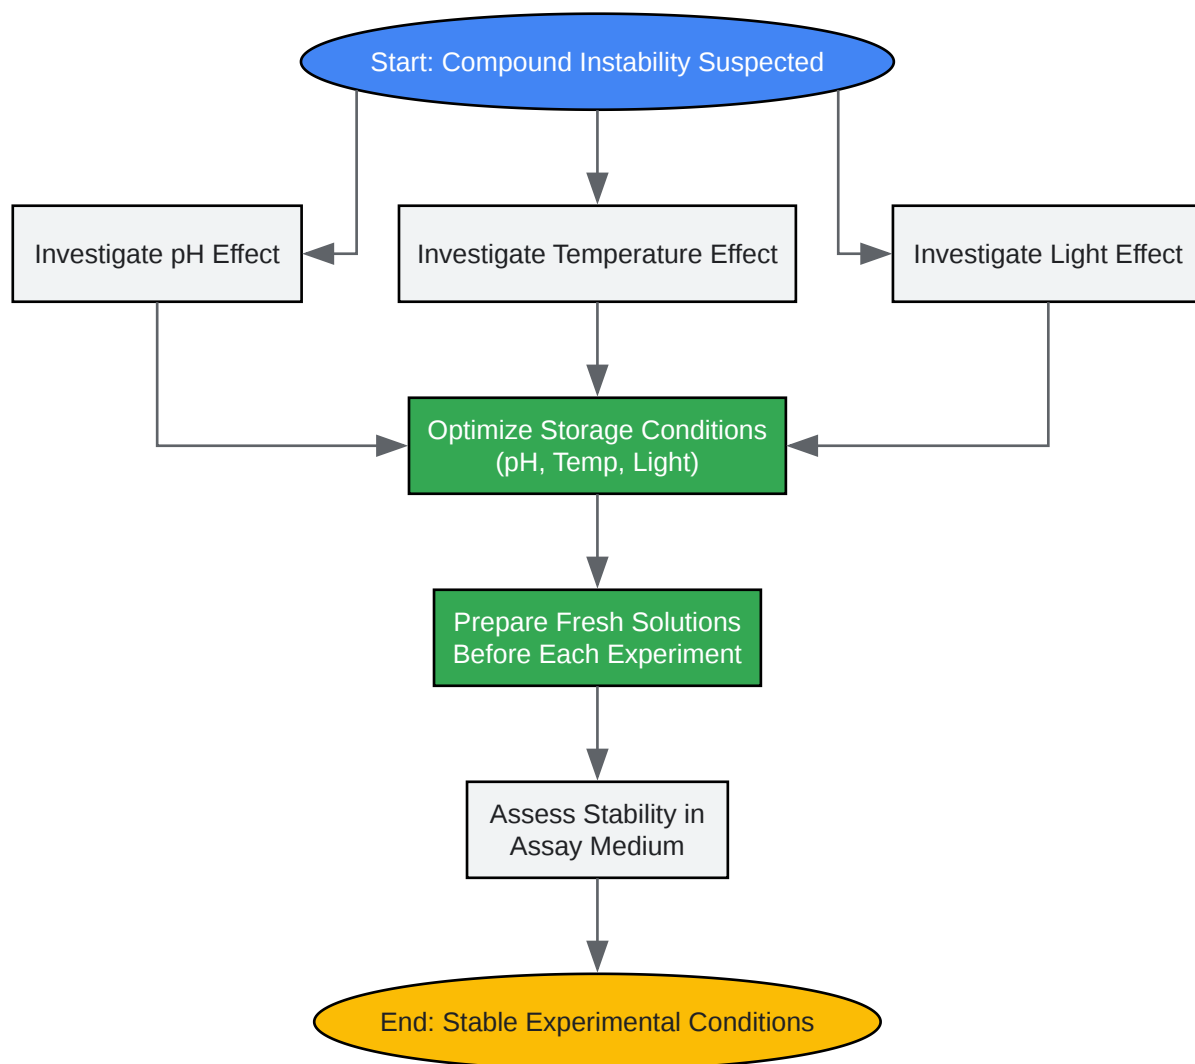 Start: Compound Instability Suspected
Investigate pH Effect
Investigate Temperature Effect
Investigate Light Effect
Optimize Storage Conditions
(pH, Temp, Light)
Prepare Fresh Solutions
Before Each Experiment
Assess Stability in
Assay Medium
End: Stable Experimental Conditions